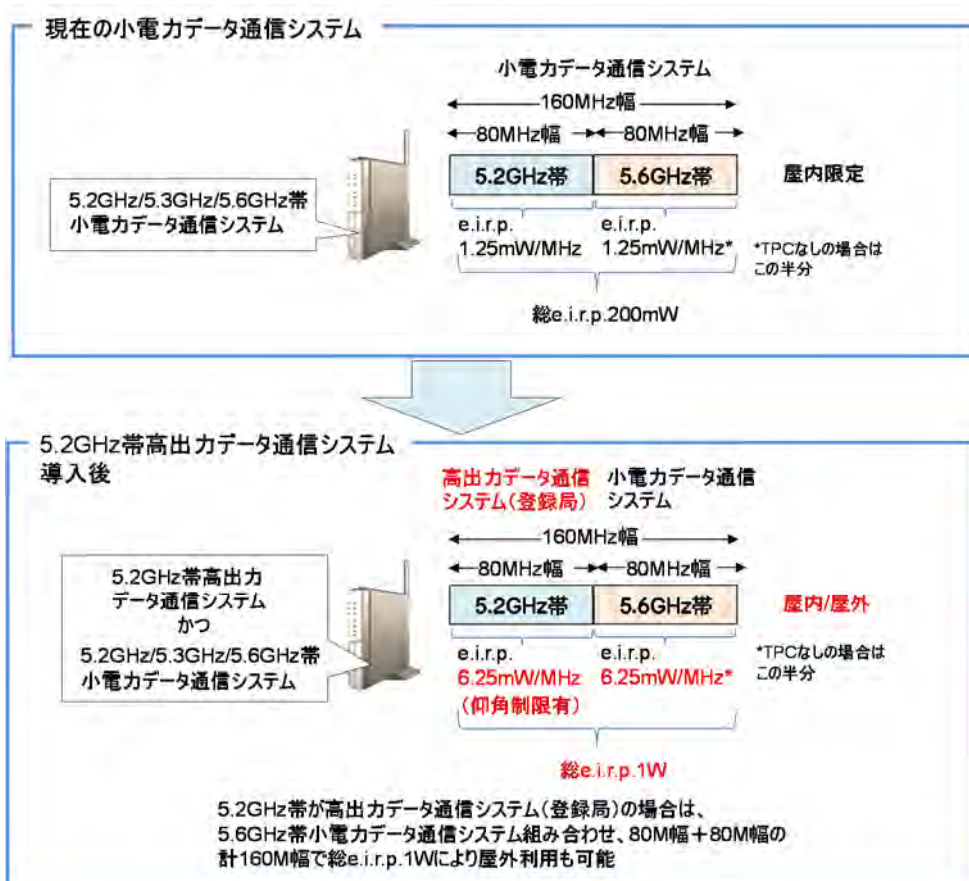 現在の小電力データ通信システム
小電力データ通信システム
160MHz幅
80MHz幅 80MHz幅
5.2GHz帯 5.6GHz帯
屋内限定
5.2GHz/5.3GHz/5.6GHz帯
小電力データ通信システム
e.i.r.p. e.i.r.p.
1.25mW/MHz 1.25mW/MHz*
*TPCなしの場合は
この半分
総e.i.r.p.200mW
5.2GHz帯高出力データ通信システム
導入後
高出力データ通信
システム(登録局)
小電力データ通信
システム
160MHz幅
80MHz幅 80MHz幅
5.2GHz帯 5.6GHz帯
屋内/屋外
5.2GHz帯高出力
データ通信システム
かつ
5.2GHz/5.3GHz/5.6GHz帯
小電力データ通信システム
e.i.r.p. e.i.r.p.
6.25mW/MHz 6.25mW/MHz*
(仰角制限有)
*TPCなしの場合は
この半分
総e.i.r.p.1W
5.2GHz帯が高出力データ通信システム(登録局)の場合は、
5.6GHz帯小電力データ通信システム組み合わせ、80M幅+80M幅の
計160M幅で総e.i.r.p.1Wにより屋外利用も可能